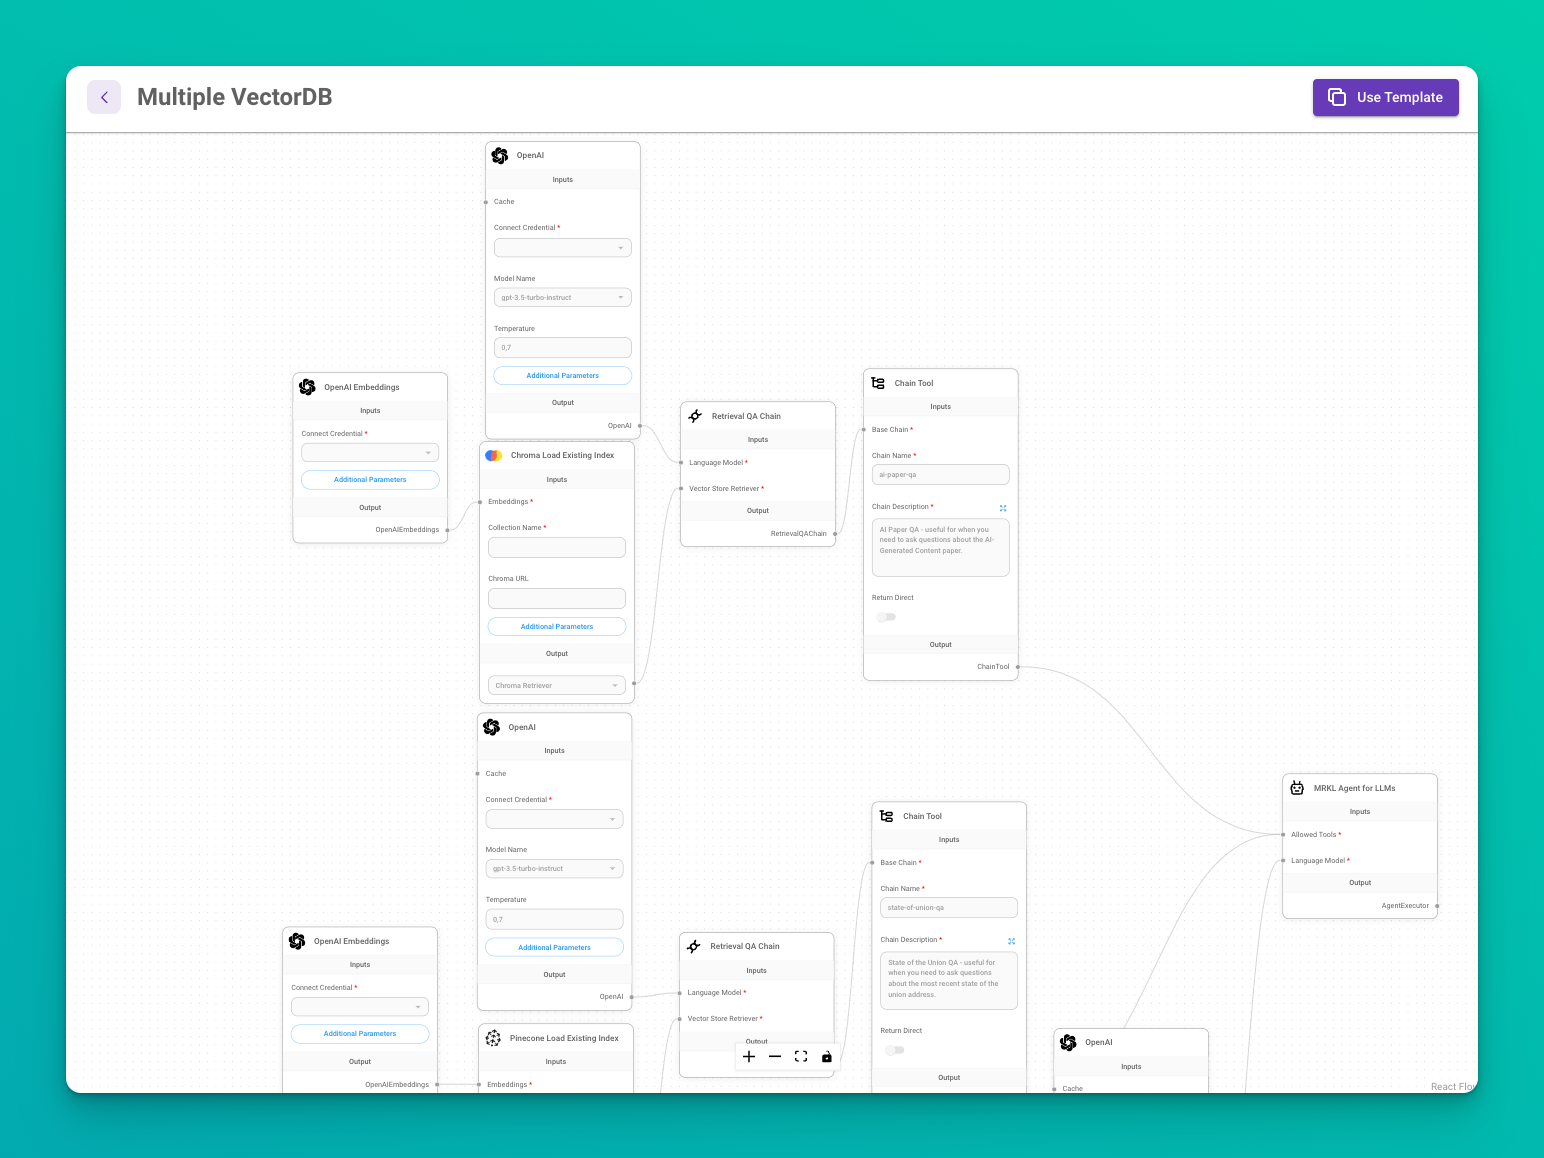 Multiple VectorDB
Use Template
OpenAI
Inputs
Cache
Connect Credential *
Model Name
gpt-3.5-turbo-instruct
Temperature
0,7
Additional Parameters
Output
OpenAI
OpenAI Embeddings
Inputs
Connect Credential *
Additional Parameters
Output
OpenAIEmbeddings
Chroma Load Existing Index
Inputs
Embeddings *
Collection Name *
Chroma URL
Additional Parameters
Output
Chroma Retriever
Retrieval QA Chain
Inputs
Language Model *
Vector Store Retriever *
Output
RetrievalQAChain
Chain Tool
Inputs
Base Chain *
Chain Name *
ai-paper-qa
Chain Description *
AI Paper QA - useful for when you
need to ask questions about the AI-
Generated Content paper.
Return Direct
Output
ChainTool
OpenAI
Inputs
Cache
Connect Credential *
Model Name
gpt-3.5-turbo-instruct
Temperature
0,7
Additional Parameters
Output
OpenAI
OpenAI Embeddings
Inputs
Connect Credential *
Additional Parameters
Output
OpenAIEmbeddings
Pinecone Load Existing Index
Inputs
Embeddings *
Retrieval QA Chain
Inputs
Language Model *
Vector Store Retriever *
Output
Chain Tool
Inputs
Base Chain *
Chain Name *
state-of-union-qa
Chain Description *
State of the Union QA - useful for
when you need to ask questions
about the most recent state of the
union address.
Return Direct
Output
MRKL Agent for LLMs
Inputs
Allowed Tools *
Language Model *
Output
AgentExecutor
OpenAI
Inputs
Cache
React Flow